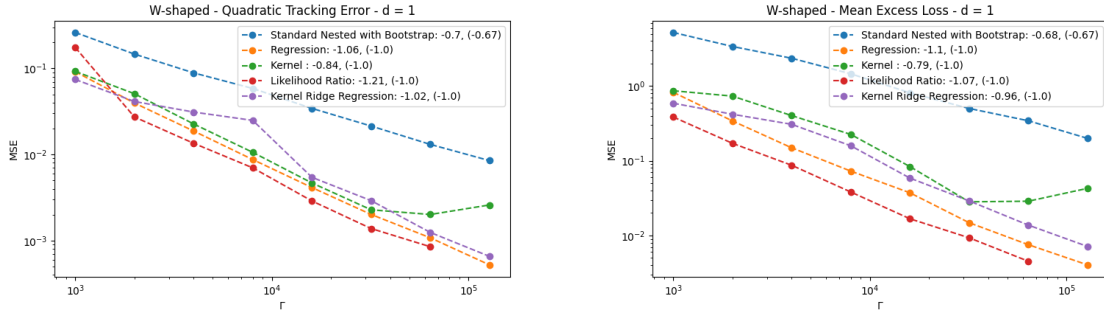 W-shaped - Quadratic Tracking Error - d = 1
Standard Nested with Bootstrap: -0.7, (-0.67)
Regression: -1.06, (-1.0)
Kernel : -0.84, (-1.0)
Likelihood Ratio: -1.21, (-1.0)
Kernel Ridge Regression: -1.02, (-1.0)
MSE
10⁻¹
10⁻²
10⁻³
10³
10⁴
10⁵
Γ
W-shaped - Mean Excess Loss - d = 1
Standard Nested with Bootstrap: -0.68, (-0.67)
Regression: -1.1, (-1.0)
Kernel : -0.79, (-1.0)
Likelihood Ratio: -1.07, (-1.0)
Kernel Ridge Regression: -0.96, (-1.0)
MSE
10⁰
10⁻¹
10⁻²
10³
10⁴
10⁵
Γ